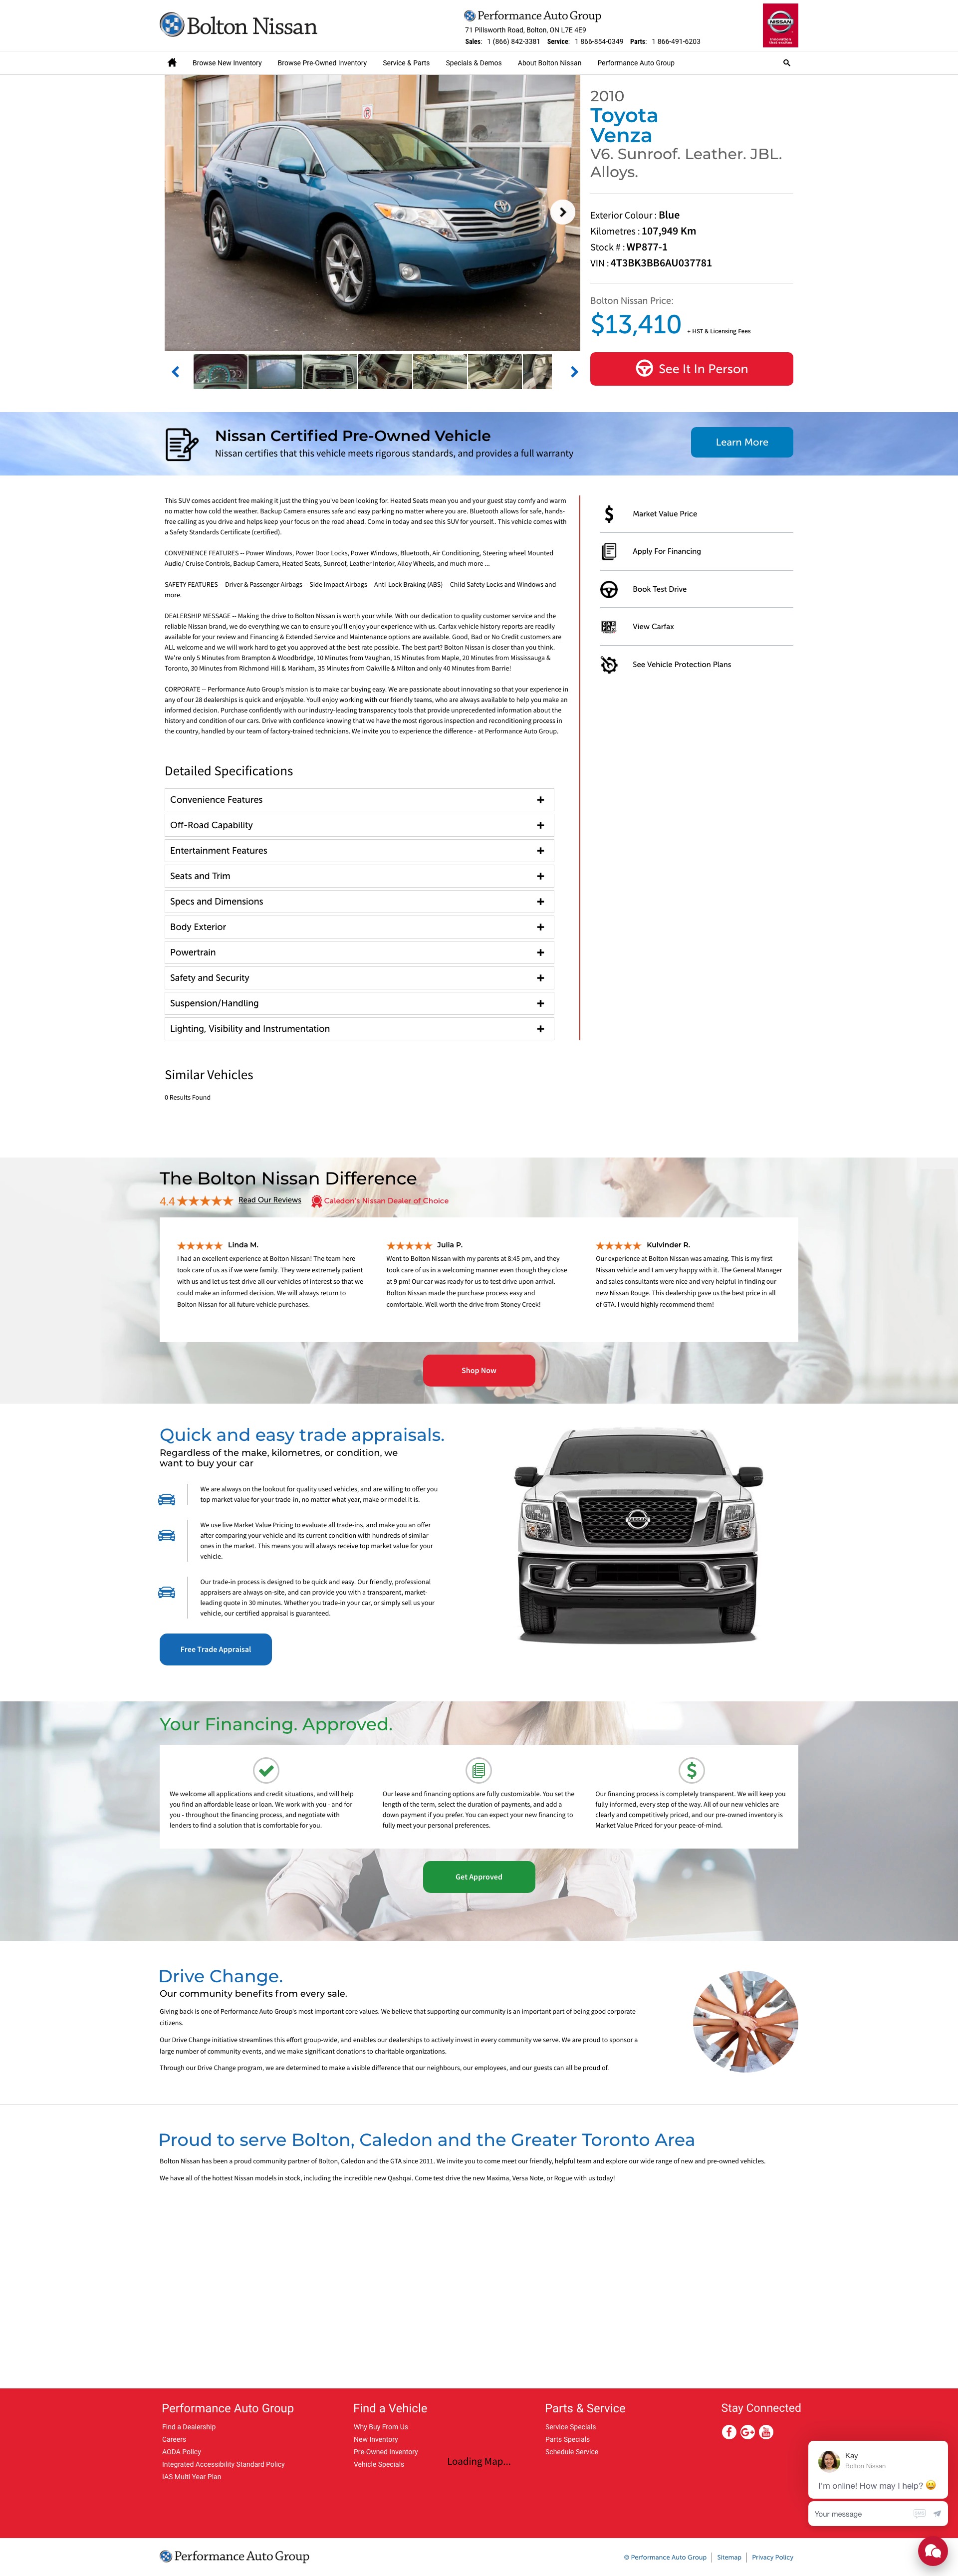 Bolton Nissan
Performance Auto Group
71 Pillsworth Road, Bolton, ON L7E 4E9
Sales: 1 (866) 842-3381 Service: 1 866-854-0349 Parts: 1 866-491-6203
NISSAN
Innovation
that excites
Browse New Inventory Browse Pre-Owned Inventory Service & Parts Specials & Demos About Bolton Nissan Performance Auto Group
2010
Toyota
Venza
V6. Sunroof. Leather. JBL.
Alloys.
Exterior Colour : Blue
Kilometres : 107,949 Km
Stock # : WP877-1
VIN : 4T3BK3BB6AU037781
Bolton Nissan Price:
$13,410 + HST & Licensing Fees
See It In Person
Nissan Certified Pre-Owned Vehicle
Nissan certifies that this vehicle meets rigorous standards, and provides a full warranty
Learn More
This SUV comes accident free making it just the thing you've been looking for. Heated Seats mean you and your guest stay comfy and warm
no matter how cold the weather. Backup Camera ensures safe and easy parking no matter where you are. Bluetooth allows for safe, hands-
free calling as you drive and helps keep your focus on the road ahead. Come in today and see this SUV for yourself.. This vehicle comes with
a Safety Standards Certificate (certified).
CONVENIENCE FEATURES -- Power Windows, Power Door Locks, Power Windows, Bluetooth, Air Conditioning, Steering wheel Mounted
Audio/ Cruise Controls, Backup Camera, Heated Seats, Sunroof, Leather Interior, Alloy Wheels, and much more ...
SAFETY FEATURES -- Driver & Passenger Airbags -- Side Impact Airbags -- Anti-Lock Braking (ABS) -- Child Safety Locks and Windows and
more.
DEALERSHIP MESSAGE -- Making the drive to Bolton Nissan is worth your while. With our dedication to quality customer service and the
reliable Nissan brand, we do everything we can to ensure you'll enjoy your experience with us. Carfax vehicle history reports are readily
available for your review and Financing & Extended Service and Maintenance options are available. Good, Bad or No Credit customers are
ALL welcome and we will work hard to get you approved at the best rate possible. The best part? Bolton Nissan is closer than you think.
We're only 5 Minutes from Brampton & Woodbridge, 10 Minutes from Vaughan, 15 Minutes from Maple, 20 Minutes from Mississauga &
Toronto, 30 Minutes from Richmond Hill & Markham, 35 Minutes from Oakville & Milton and only 40 Minutes from Barrie!
CORPORATE -- Performance Auto Group's mission is to make car buying easy. We are passionate about innovating so that your experience in
any of our 28 dealerships is quick and enjoyable. Youll enjoy working with our friendly teams, who are always available to help you make an
informed decision. Purchase confidently with our industry-leading transparency tools that provide unprecedented information about the
history and condition of our cars. Drive with confidence knowing that we have the most rigorous inspection and reconditioning process in
the country, handled by our team of factory-trained technicians. We invite you to experience the difference - at Performance Auto Group.
Market Value Price
Apply For Financing
Book Test Drive
View Carfax
See Vehicle Protection Plans
Detailed Specifications
Convenience Features
Off-Road Capability
Entertainment Features
Seats and Trim
Specs and Dimensions
Body Exterior
Powertrain
Safety and Security
Suspension/Handling
Lighting, Visibility and Instrumentation
Similar Vehicles
0 Results Found
The Bolton Nissan Difference
4.4 Read Our Reviews Caledon's Nissan Dealer of Choice
Linda M.
I had an excellent experience at Bolton Nissan! The team here
took care of us as if we were family. They were extremely patient
with us and let us test drive all our vehicles of interest so that we
could make an informed decision. We will always return to
Bolton Nissan for all future vehicle purchases.
Julia P.
Went to Bolton Nissan with my parents at 8:45 pm, and they
took care of us in a welcoming manner even though they close
at 9 pm! Our car was ready for us to test drive upon arrival.
Bolton Nissan made the purchase process easy and
comfortable. Well worth the drive from Stoney Creek!
Kulvinder R.
Our experience at Bolton Nissan was amazing. This is my first
Nissan vehicle and I am very happy with it. The General Manager
and sales consultants were nice and very helpful in finding our
new Nissan Rouge. This dealership gave us the best price in all
of GTA. I would highly recommend them!
Shop Now
Quick and easy trade appraisals.
Regardless of the make, kilometres, or condition, we
want to buy your car
We are always on the lookout for quality used vehicles, and are willing to offer you
top market value for your trade-in, no matter what year, make or model it is.
We use live Market Value Pricing to evaluate all trade-ins, and make you an offer
after comparing your vehicle and its current condition with hundreds of similar
ones in the market. This means you will always receive top market value for your
vehicle.
Our trade-in process is designed to be quick and easy. Our friendly, professional
appraisers are always on-site, and can provide you with a transparent, market-
leading quote in 30 minutes. Whether you trade-in your car, or simply sell us your
vehicle, our certified appraisal is guaranteed.
Free Trade Appraisal
NISSAN
Your Financing. Approved.
We welcome all applications and credit situations, and will help
you find an affordable lease or loan. We work with you - and for
you - throughout the financing process, and negotiate with
lenders to find a solution that is comfortable for you.
Our lease and financing options are fully customizable. You set the
length of the term, select the duration of payments, and add a
down payment if you prefer. You can expect your new financing to
fully meet your personal preferences.
Our financing process is completely transparent. We will keep you
fully informed, every step of the way. All of our new vehicles are
clearly and competitively priced, and our pre-owned inventory is
Market Value Priced for your peace-of-mind.
Get Approved
Drive Change.
Our community benefits from every sale.
Giving back is one of Performance Auto Group's most important core values. We believe that supporting our community is an important part of being good corporate
citizens.
Our Drive Change initiative streamlines this effort group-wide, and enables our dealerships to actively invest in every community we serve. We are proud to sponsor a
large number of community events, and we make significant donations to charitable organizations.
Through our Drive Change program, we are determined to make a visible difference that our neighbours, our employees, and our guests can all be proud of.
Proud to serve Bolton, Caledon and the Greater Toronto Area
Bolton Nissan has been a proud community partner of Bolton, Caledon and the GTA since 2011. We invite you to come meet our friendly, helpful team and explore our wide range of new and pre-owned vehicles.
We have all of the hottest Nissan models in stock, including the incredible new Qashqai. Come test drive the new Maxima, Versa Note, or Rogue with us today!
Performance Auto Group
Find a Dealership
Careers
AODA Policy
Integrated Accessibility Standard Policy
IAS Multi Year Plan
Find a Vehicle
Why Buy From Us
New Inventory
Pre-Owned Inventory
Vehicle Specials
Loading Map...
Parts & Service
Service Specials
Parts Specials
Schedule Service
Stay Connected
Kay
Bolton Nissan
I'm online! How may I help? 😀
Your message
Performance Auto Group
© Performance Auto Group Sitemap Privacy Policy